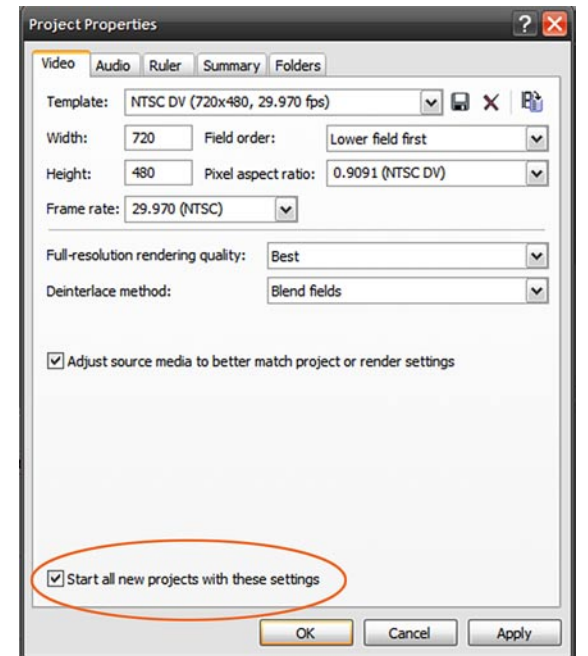 Project Properties
Video Audio Ruler Summary Folders
Template: NTSC DV (720x480, 29.970 fps)
Width: 720 Field order: Lower field first
Height: 480 Pixel aspect ratio: 0.9091 (NTSC DV)
Frame rate: 29.970 (NTSC)
Full-resolution rendering quality: Best
Deinterlace method: Blend fields
Adjust source media to better match project or render settings
Start all new projects with these settings
OK Cancel Apply